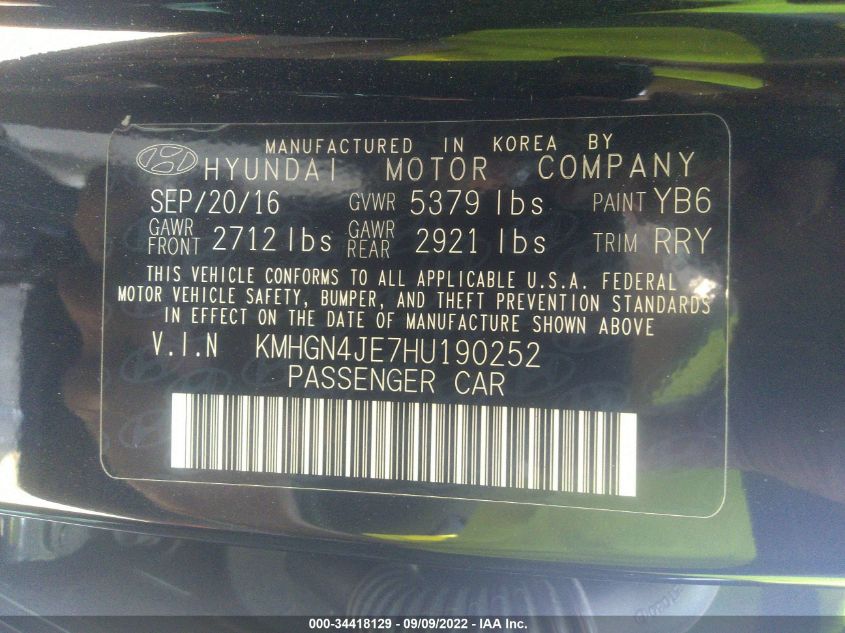 MANUFACTURED IN KOREA BY
HYUNDAI MOTOR COMPANY
SEP/20/16 GVWR 5379 lbs PAINT YB6
GAWR FRONT 2712 lbs GAWR REAR 2921 lbs TRIM RRY
THIS VEHICLE CONFORMS TO ALL APPLICABLE U.S.A. FEDERAL
MOTOR VEHICLE SAFETY, BUMPER, AND THEFT PREVENTION STANDARDS
IN EFFECT ON THE DATE OF MANUFACTURE SHOWN ABOVE
V.I.N KMHGN4JE7HU190252
PASSENGER CAR
000-34418129 - 09/09/2022 - © IAA, Inc.